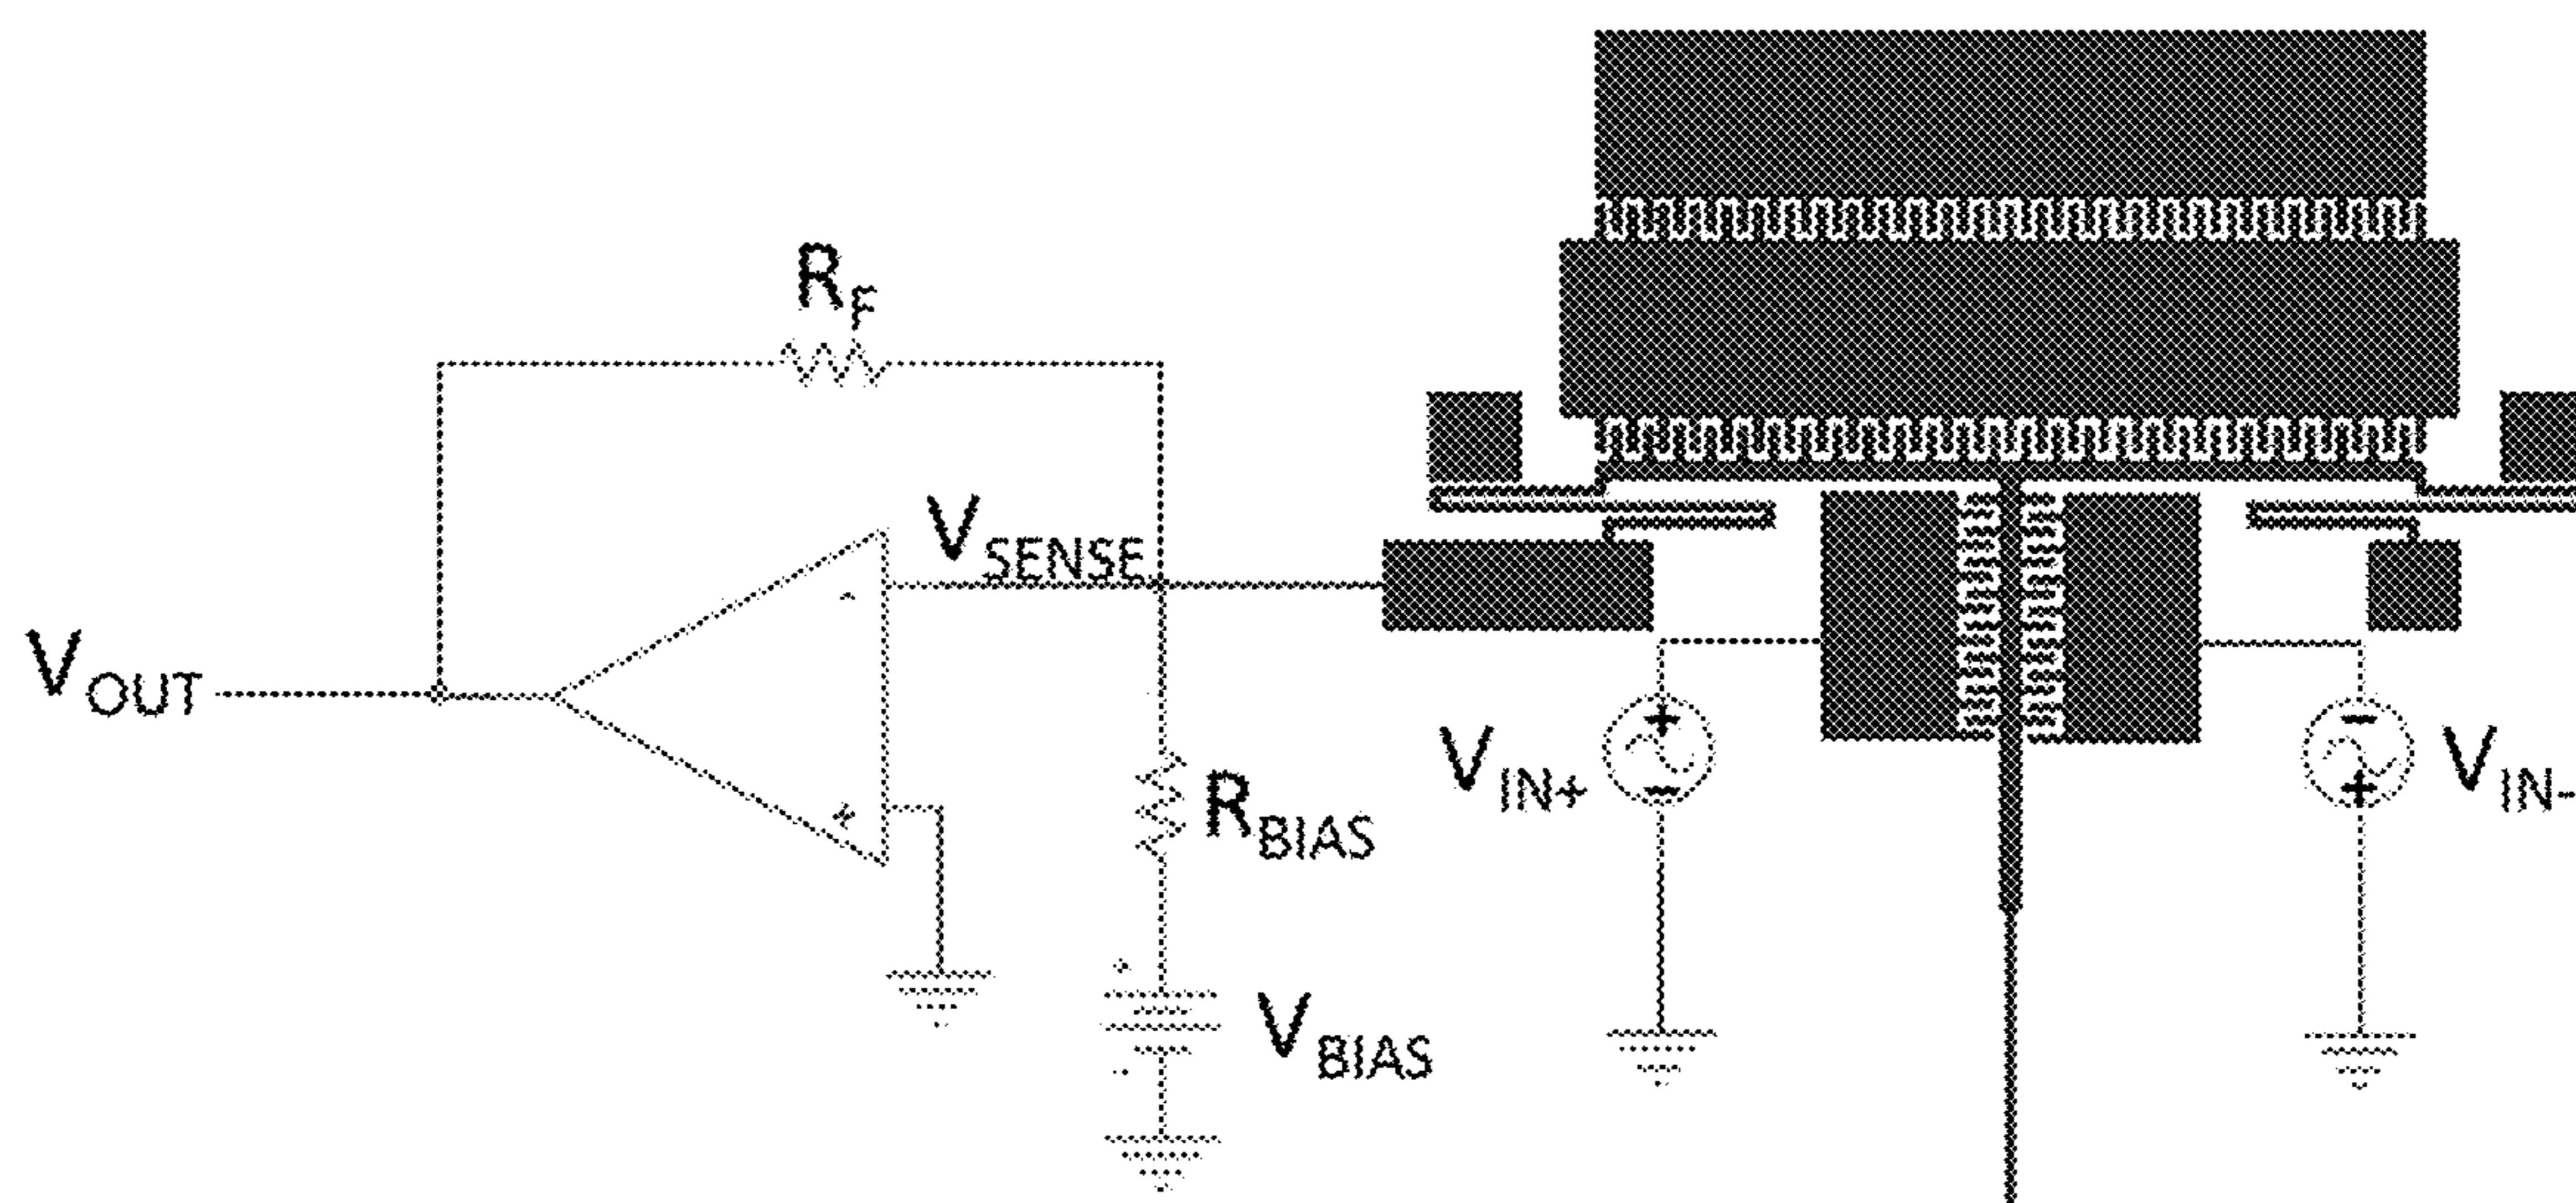 R_F
V_SENSE
V_OUT
-
+
R_BIAS
V_IN+
+
-
-
+
V_IN-
+
V_BIAS
-